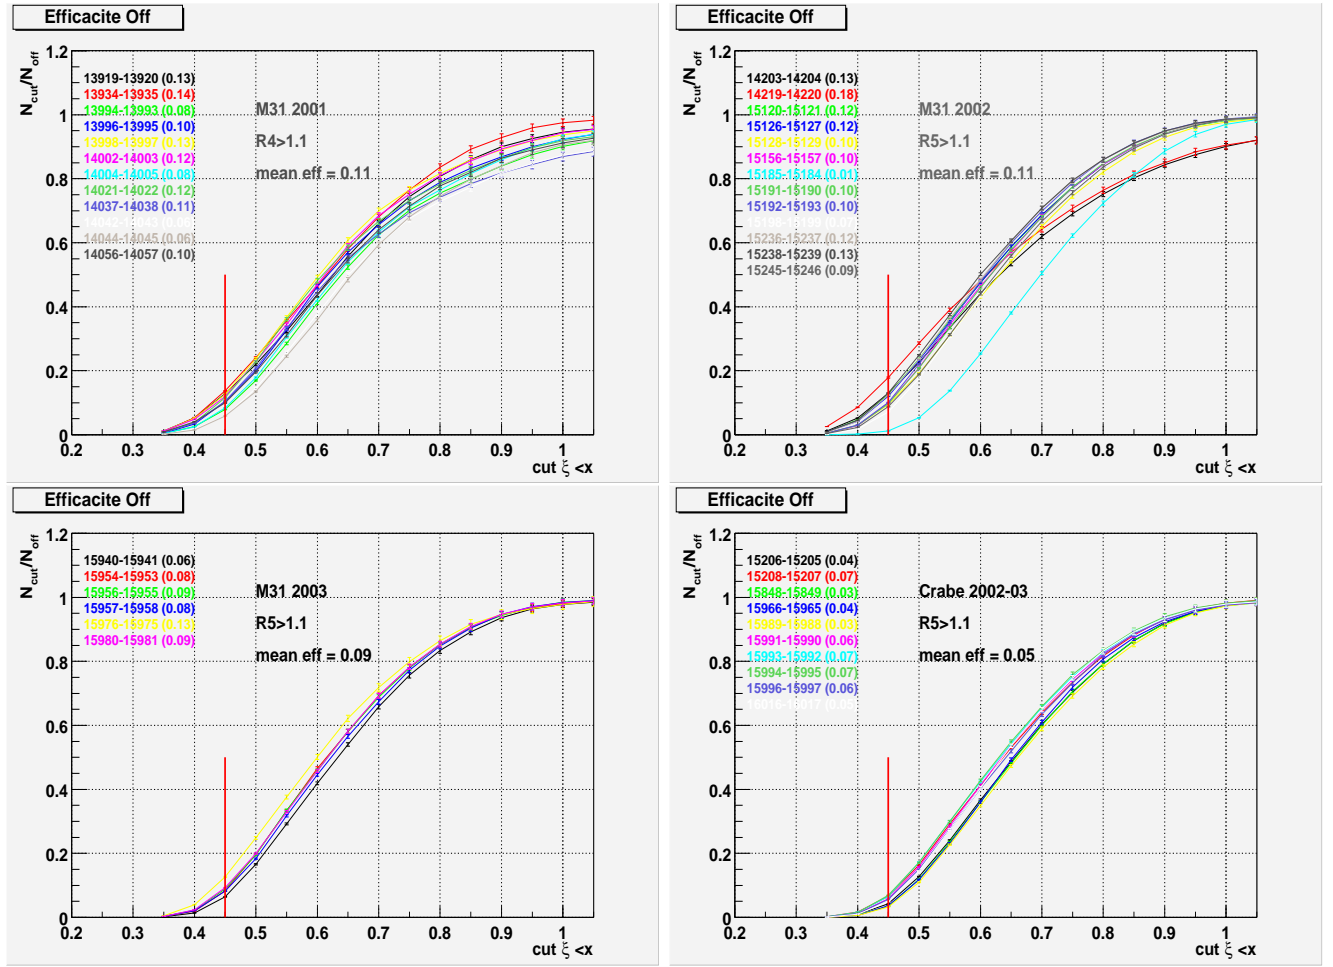 Efficacite Off
N_cut/N_off
1.2
1
0.8
0.6
0.4
0.2
0
13919-13920 (0.13)
13934-13935 (0.14)
13994-13993 (0.08)
13996-13995 (0.10)
13998-13997 (0.13)
14002-14003 (0.12)
14004-14005 (0.08)
14021-14022 (0.12)
14037-14038 (0.11)
14044-14045 (0.06)
14056-14057 (0.10)
M31 2001
R4>1.1
mean eff = 0.11
0.2 0.3 0.4 0.5 0.6 0.7 0.8 0.9 1
cut ξ <x
Efficacite Off
N_cut/N_off
1.2
1
0.8
0.6
0.4
0.2
0
14203-14204 (0.13)
14219-14220 (0.18)
15120-15121 (0.12)
15126-15127 (0.12)
15128-15129 (0.10)
15156-15157 (0.10)
15185-15184 (0.01)
15191-15190 (0.10)
15192-15193 (0.10)
15236-15237 (0.12)
15238-15239 (0.13)
15245-15246 (0.09)
M31 2002
R5>1.1
mean eff = 0.11
0.2 0.3 0.4 0.5 0.6 0.7 0.8 0.9 1
cut ξ <x
Efficacite Off
N_cut/N_off
1.2
1
0.8
0.6
0.4
0.2
0
15940-15941 (0.06)
15954-15953 (0.08)
15956-15955 (0.09)
15957-15958 (0.08)
15976-15975 (0.13)
15980-15981 (0.09)
M31 2003
R5>1.1
mean eff = 0.09
0.2 0.3 0.4 0.5 0.6 0.7 0.8 0.9 1
cut ξ <x
Efficacite Off
N_cut/N_off
1.2
1
0.8
0.6
0.4
0.2
0
15206-15205 (0.04)
15208-15207 (0.07)
15848-15849 (0.03)
15966-15965 (0.04)
15989-15988 (0.03)
15991-15990 (0.06)
15993-15992 (0.07)
15994-15995 (0.07)
15996-15997 (0.06)
16016-16017 (0.05)
Crabe 2002-03
R5>1.1
mean eff = 0.05
0.2 0.3 0.4 0.5 0.6 0.7 0.8 0.9 1
cut ξ <x